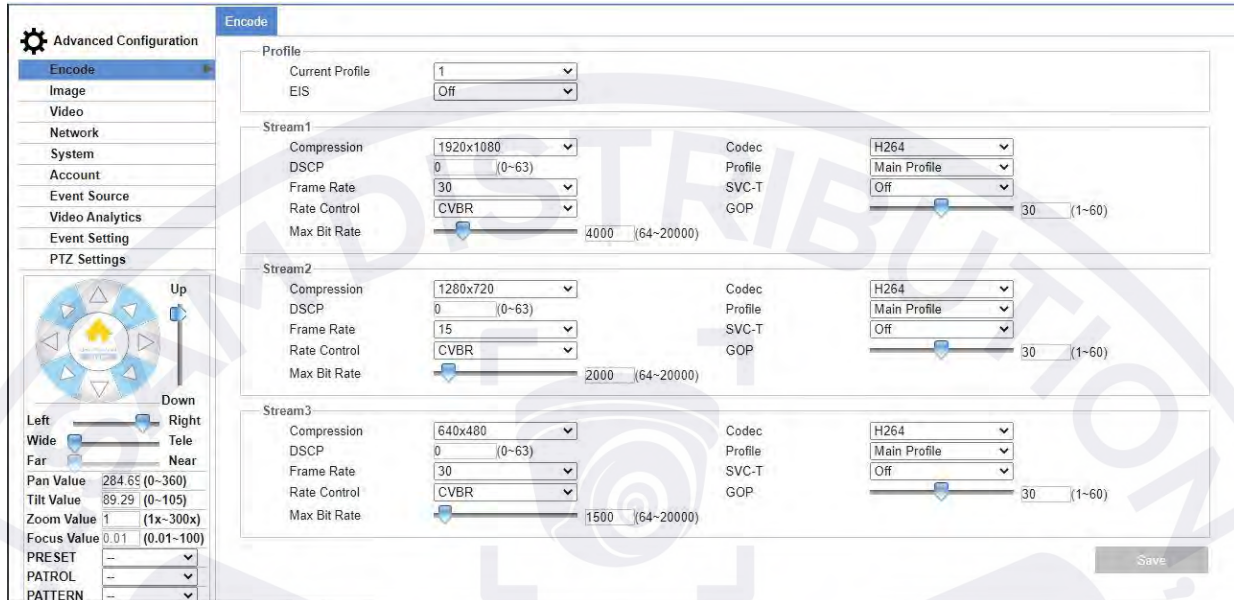 Encode
Advanced Configuration
Encode
Image
Video
Network
System
Account
Event Source
Video Analytics
Event Setting
PTZ Settings
Up
Down
Left Right
Wide Tele
Far Near
Pan Value 284.69 (0~360)
Tilt Value 89.29 (0~105)
Zoom Value 1 (1x~300x)
Focus Value 0.01 (0.01~100)
PRESET --
PATROL --
PATTERN --
Profile
Current Profile 1
EIS Off
Stream1
Compression 1920x1080 Codec H264
DSCP 0 (0~63) Profile Main Profile
Frame Rate 30 SVC-T Off
Rate Control CVBR GOP 30 (1~60)
Max Bit Rate 4000 (64~20000)
Stream2
Compression 1280x720 Codec H264
DSCP 0 (0~63) Profile Main Profile
Frame Rate 15 SVC-T Off
Rate Control CVBR GOP 30 (1~60)
Max Bit Rate 2000 (64~20000)
Stream3
Compression 640x480 Codec H264
DSCP 0 (0~63) Profile Main Profile
Frame Rate 30 SVC-T Off
Rate Control CVBR GOP 30 (1~60)
Max Bit Rate 1500 (64~20000)
Save
DISTRIBUTION